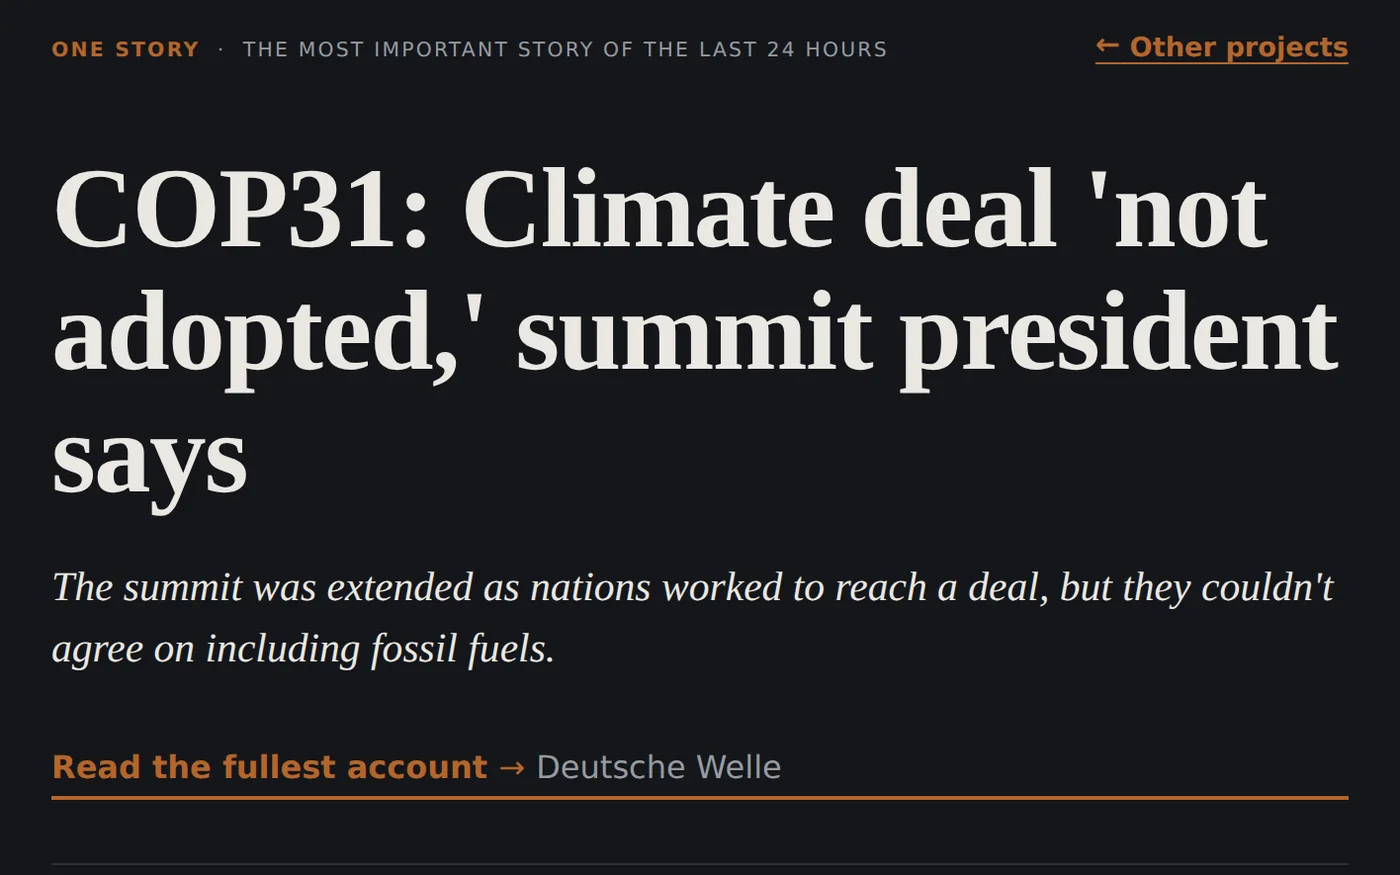 ONE STORY · THE MOST IMPORTANT STORY OF THE LAST 24 HOURS
← Other projects
COP31: Climate deal 'not
adopted,' summit president
says
The summit was extended as nations worked to reach a deal, but they couldn't
agree on including fossil fuels.
Read the fullest account → Deutsche Welle